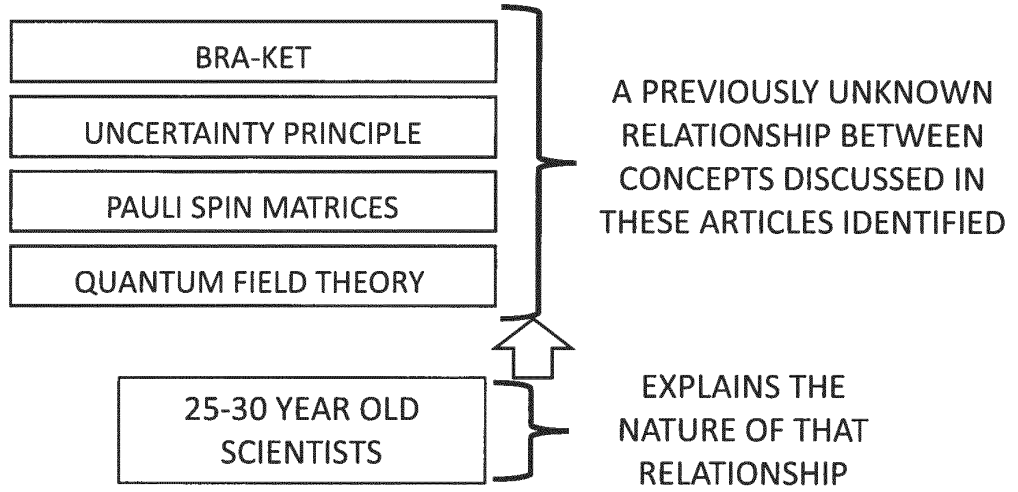 BRA-KET
UNCERTAINTY PRINCIPLE
PAULI SPIN MATRICES
QUANTUM FIELD THEORY
A PREVIOUSLY UNKNOWN
RELATIONSHIP BETWEEN
CONCEPTS DISCUSSED IN
THESE ARTICLES IDENTIFIED
25-30 YEAR OLD
SCIENTISTS
EXPLAINS THE
NATURE OF THAT
RELATIONSHIP